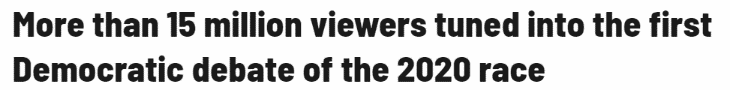 More than 15 million viewers tuned into the first
Democratic debate of the 2020 race